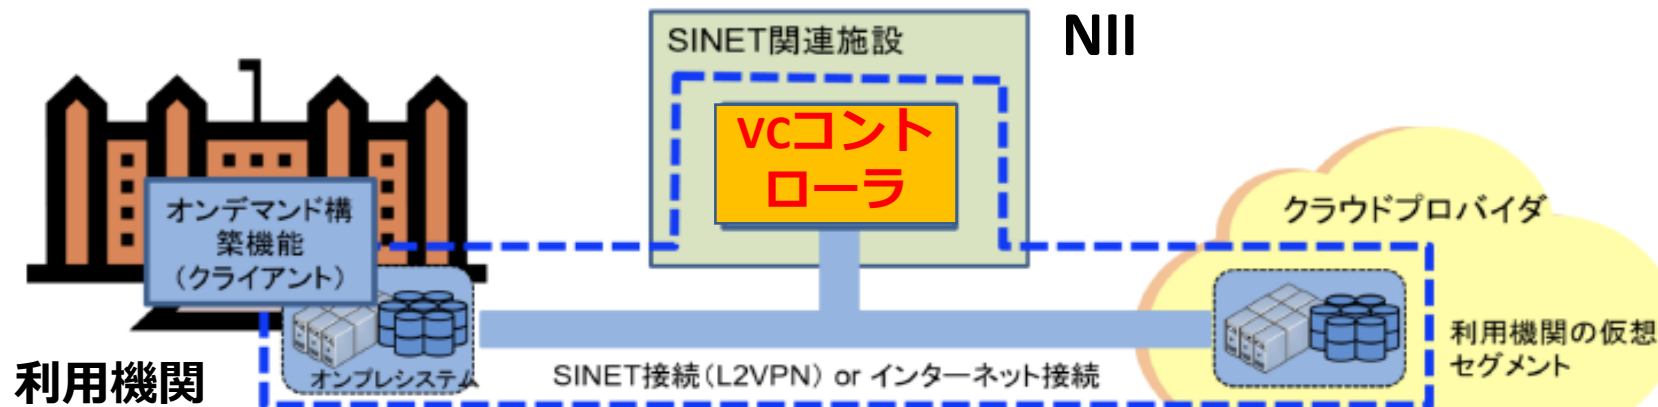 SINET関連施設
NII
VCコント
ローラ
オンデマンド構
築機能
（クライアント）
クラウドプロバイダ
利用機関
オンプレシステム
SINET接続（L2VPN） or インターネット接続
利用機関の仮想
セグメント